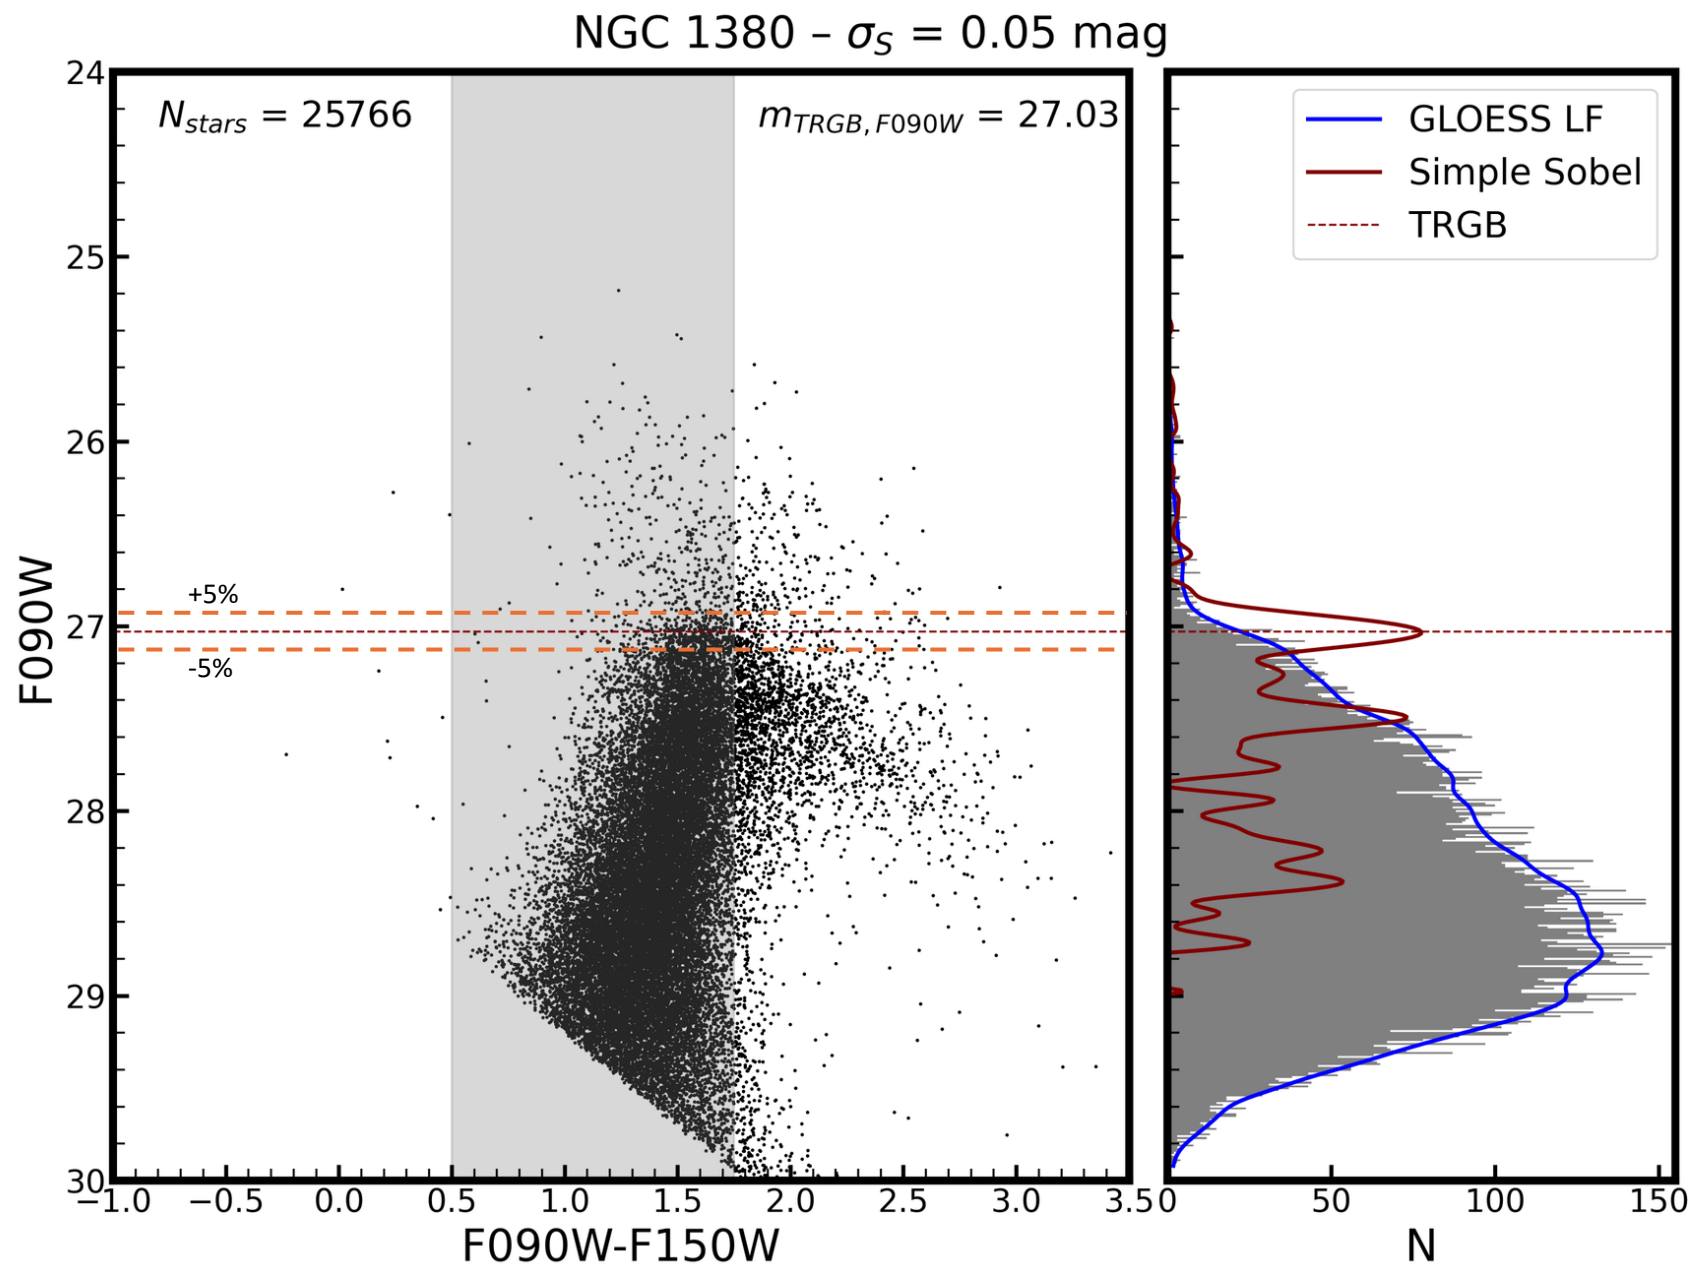 NGC 1380 – σS = 0.05 mag
Nstars = 25766
mTRGB,F090W = 27.03
GLOESS LF
Simple Sobel
TRGB
24
25
26
27
28
29
30
F090W
+5%
-5%
−1.0 −0.5 0.0 0.5 1.0 1.5 2.0 2.5 3.0 3.5
0 50 100 150
F090W-F150W
N